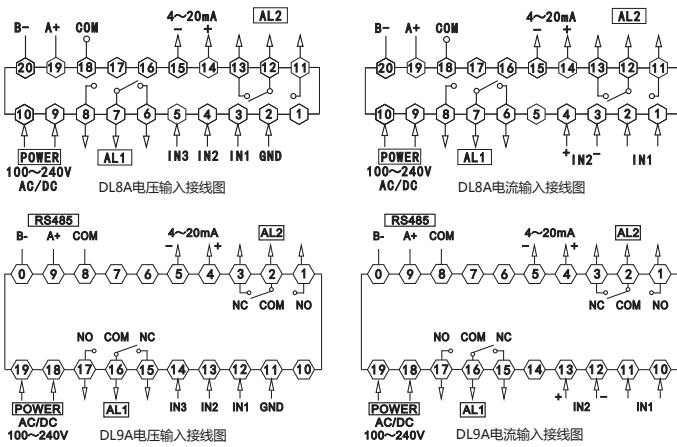 4～20mA AL2
B- A+ COM - +
20 19 18 17 16 15 14 13 12 11
10 9 8 7 6 5 4 3 2 1
POWER AL1 IN3 IN2 IN1 GND
100～240V
AC/DC
DL8A电压输入接线图
4～20mA AL2
B- A+ COM - +
20 19 18 17 16 15 14 13 12 11
10 9 8 7 6 5 4 3 2 1
POWER AL1 + IN2 - IN1
100～240V
AC/DC
DL8A电流输入接线图
RS485
B- A+ COM 4～20mA AL2
- +
0 9 8 7 6 5 4 3 2 1
NC COM NO
NO COM NC
19 18 17 16 15 14 13 12 11 10
POWER AL1 IN3 IN2 IN1 GND
AC/DC
100～240V
DL9A电压输入接线图
RS485
B- A+ COM 4～20mA AL2
- +
0 9 8 7 6 5 4 3 2 1
NC COM NO
NO COM NC
19 18 17 16 15 14 13 12 11 10
POWER AL1 + IN2 - IN1
AC/DC
100～240V
DL9A电流输入接线图